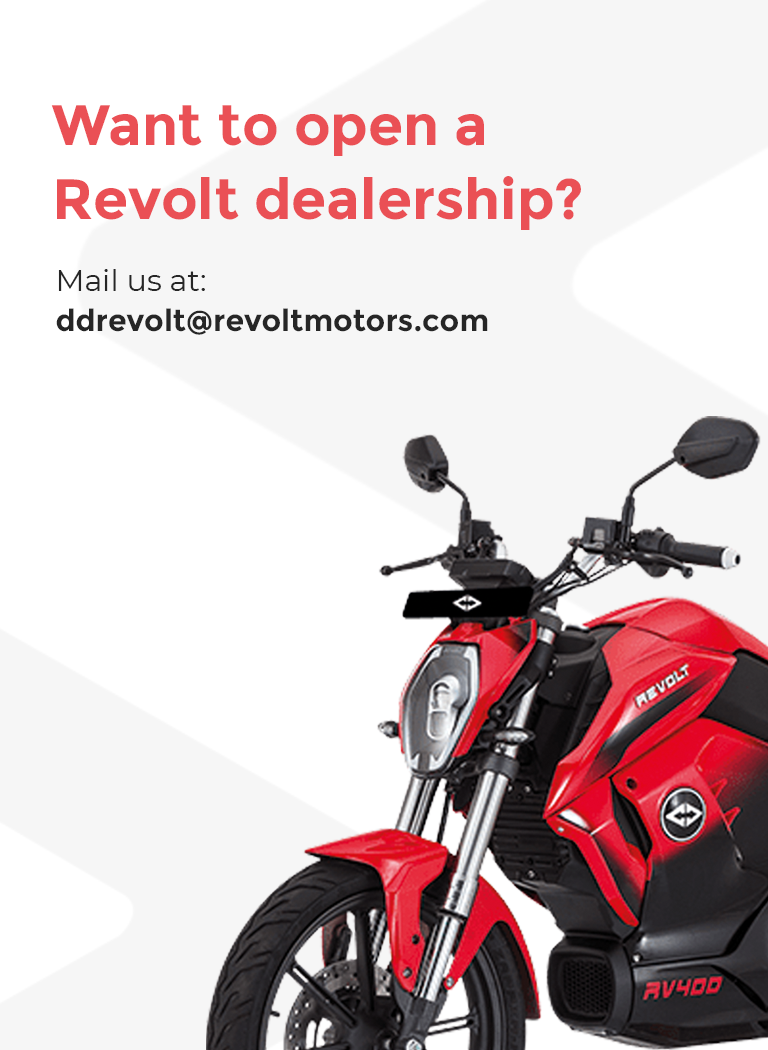 Want to open a
Revolt dealership?
Mail us at:
ddrevolt@revoltmotors.com
REVOLT
RV400